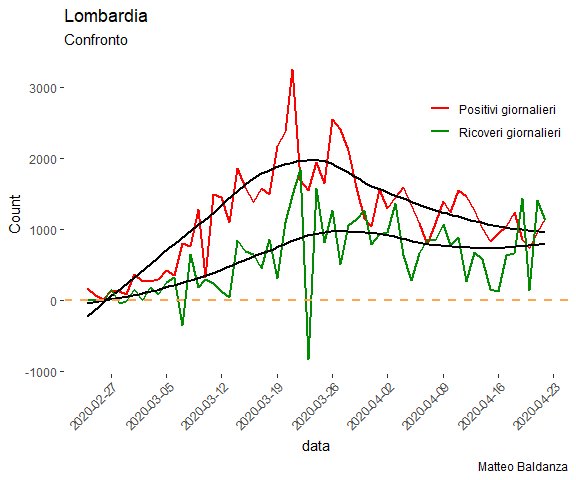 Lombardia
Confronto
3000
2000
1000
0
-1000
Count
Positivi giornalieri
Ricoveri giornalieri
2020-02-27
2020-03-05
2020-03-12
2020-03-19
2020-03-26
2020-04-02
2020-04-09
2020-04-16
2020-04-23
data
Matteo Baldanza